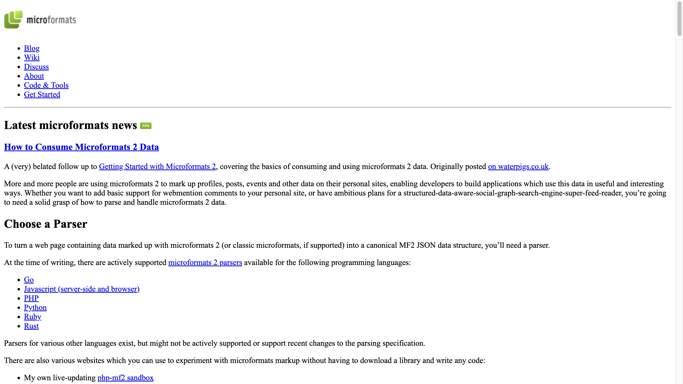 microformats
Blog
Wiki
Discuss
About
Code & Tools
Get Started
Latest microformats news
How to Consume Microformats 2 Data
A (very) belated follow up to Getting Started with Microformats 2, covering the basics of consuming and using microformats 2 data. Originally posted on waterpigs.co.uk.
More and more people are using microformats 2 to mark up profiles, posts, events and other data on their personal sites, enabling developers to build applications which use this data in useful and interesting
ways. Whether you want to add basic support for webmention comments to your personal site, or have ambitious plans for a structured-data-aware-social-graph-search-engine-super-feed-reader, you’re going
to need a solid grasp of how to parse and handle microformats 2 data.
Choose a Parser
To turn a web page containing data marked up with microformats 2 (or classic microformats, if supported) into a canonical MF2 JSON data structure, you’ll need a parser.
At the time of writing, there are actively supported microformats 2 parsers available for the following programming languages:
Go
Javascript (server-side and browser)
PHP
Python
Ruby
Rust
Parsers for various other languages exist, but might not be actively supported or support recent changes to the parsing specification.
There are also various websites which you can use to experiment with microformats markup without having to download a library and write any code:
My own live-updating php-mf2 sandbox